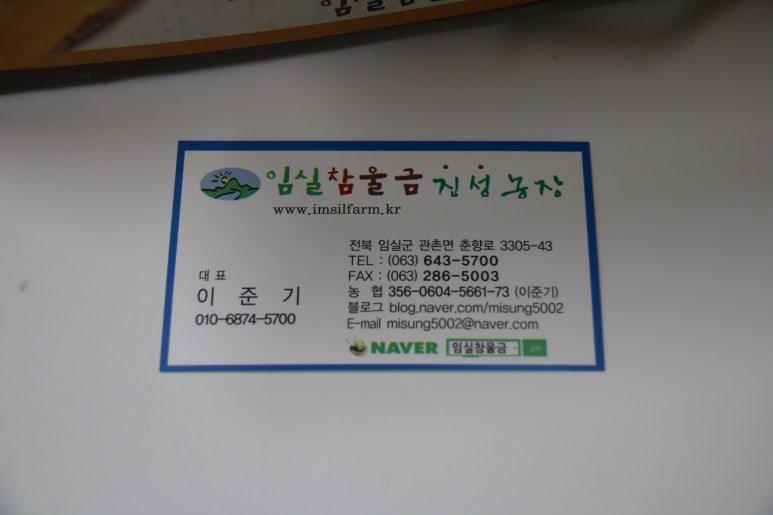 임실참울금 진성농장
www.imsilfarm.kr
전북 임실군 관촌면 춘향로 3305-43
TEL : (063) 643-5700
FAX : (063) 286-5003
농 협 356-0604-5661-73 (이준기)
블로그 blog.naver.com/misung5002
E-mail misung5002@naver.com
대표
이 준 기
010-6874-5700
NAVER 임실참울금